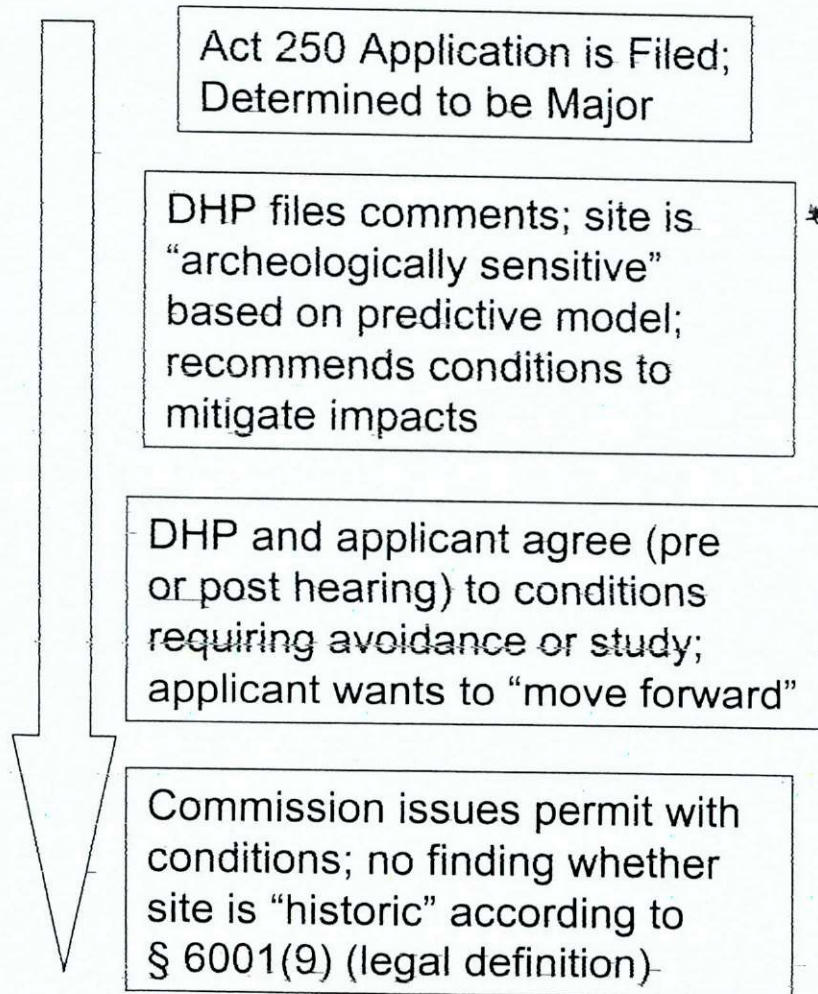 Act 250 Application is Filed;
Determined to be Major
DHP files comments; site is
“archeologically sensitive”
based on predictive model;
recommends conditions to
mitigate impacts
DHP and applicant agree (pre
or post hearing) to conditions
requiring avoidance or study;
applicant wants to “move forward”
Commission issues permit with
conditions; no finding whether
site is “historic” according to
§ 6001(9) (legal definition)